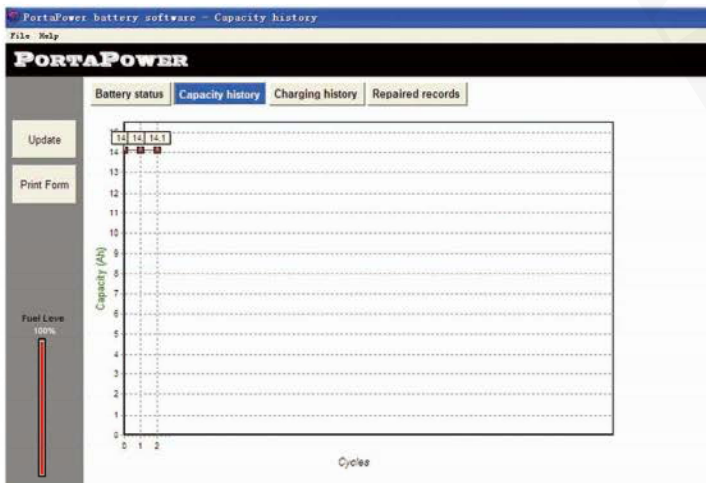 PortaPower battery software - Capacity history
File Help
PORTAPOWER
Battery status Capacity history Charging history Repaired records
Update
Print Form
Fuel Leve
100%
14 14 14.1
14
13
12
11
10
9
8
7
6
5
4
3
2
1
0
Capacity (Ah)
0 1 2
Cycles